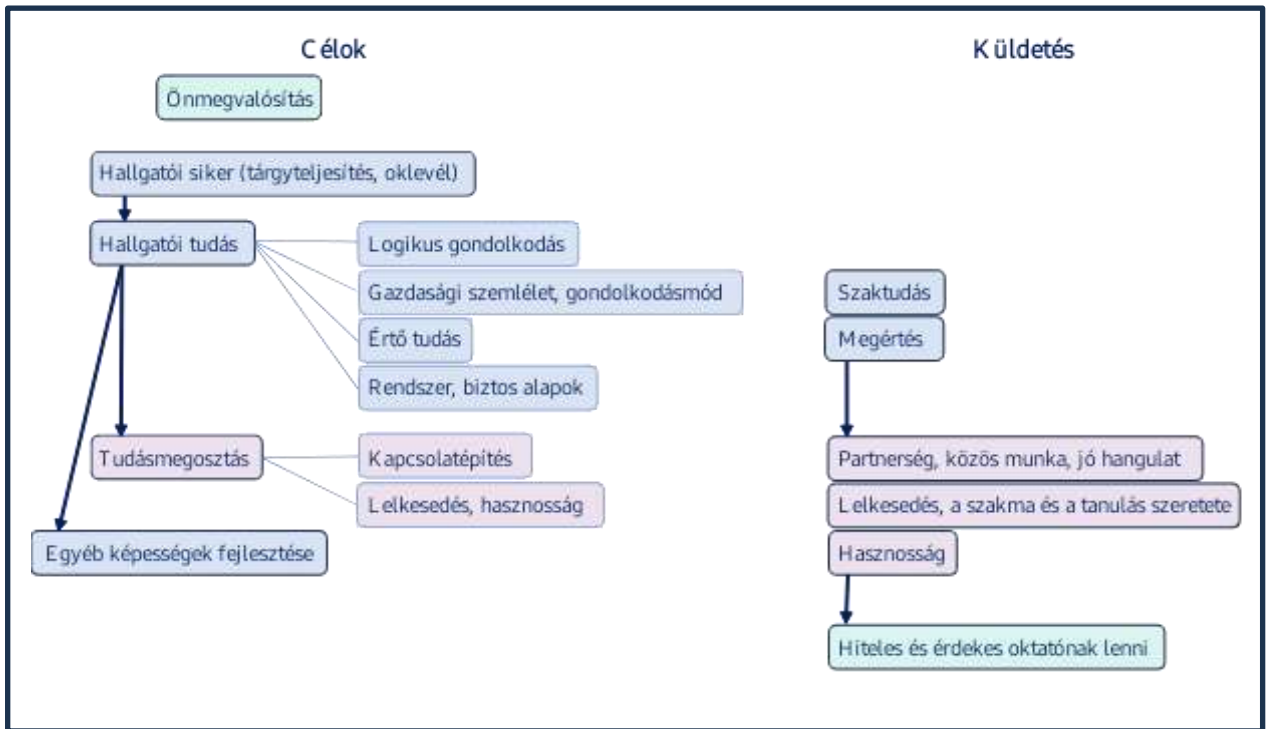 Célok
Önmegvalósítás
Hallgatói siker (tárgyteljesítés, oklevél)
Hallgatói tudás
Logikus gondolkodás
Gazdasági szemlélet, gondolkodásmód
Értő tudás
Rendszer, biztos alapok
Tudásmegosztás
Kapcsolatépítés
Lelkesedés, hasznosság
Egyéb képességek fejlesztése
Küldetés
Szaktudás
Megértés
Partnerség, közös munka, jó hangulat
Lelkesedés, a szakma és a tanulás szeretete
Hasznosság
Hiteles és érdekes oktatónak lenni